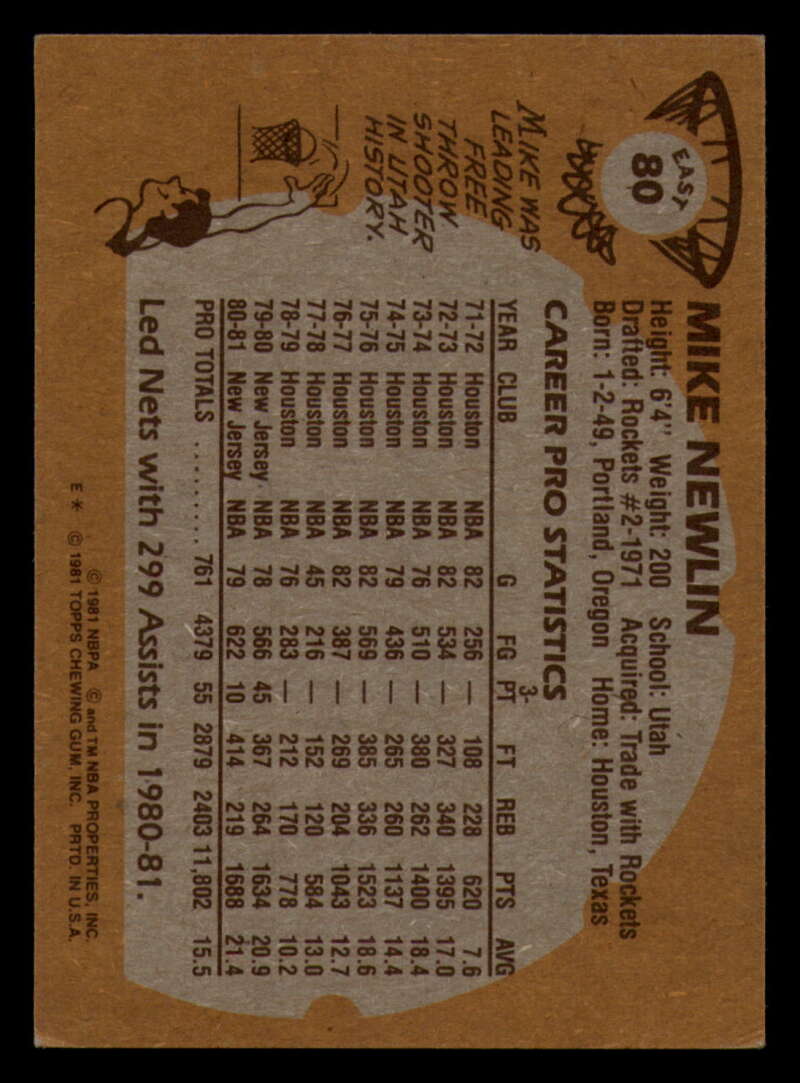 EASY
80
MIKE NEWLIN
Height: 6'4" Weight: 200 School: Utah
Drafted: Rockets #2-1971 Acquired: Trade with Rockets
Born: 1-2-49, Portland, Oregon Home: Houston, Texas
MIKE WAS
LEADING
FREE
THROW
SHOOTER
IN UTAH
HISTORY.
CAREER PRO STATISTICS
YEAR CLUB G FG 3-PT FT REB PTS AVG
71-72 Houston NBA 82 256 — 108 228 620 7.6
72-73 Houston NBA 82 534 — 327 340 1395 17.0
73-74 Houston NBA 76 510 — 380 262 1400 18.4
74-75 Houston NBA 79 436 — 265 260 1137 14.4
75-76 Houston NBA 82 569 — 385 336 1523 18.6
76-77 Houston NBA 82 387 — 269 204 1043 12.7
77-78 Houston NBA 45 216 — 152 120 584 13.0
78-79 Houston NBA 76 283 — 212 170 778 10.2
79-80 New Jersey NBA 78 566 45 367 264 1634 20.9
80-81 New Jersey NBA 79 622 10 414 219 1688 21.4
PRO TOTALS ......... 761 4379 55 2879 2403 11,802 15.5
Led Nets with 299 Assists in 1980-81.
© 1981 NBPA © and TM NBA PROPERTIES, INC.
E* © 1981 TOPPS CHEWING GUM, INC. PRTD. IN U.S.A.